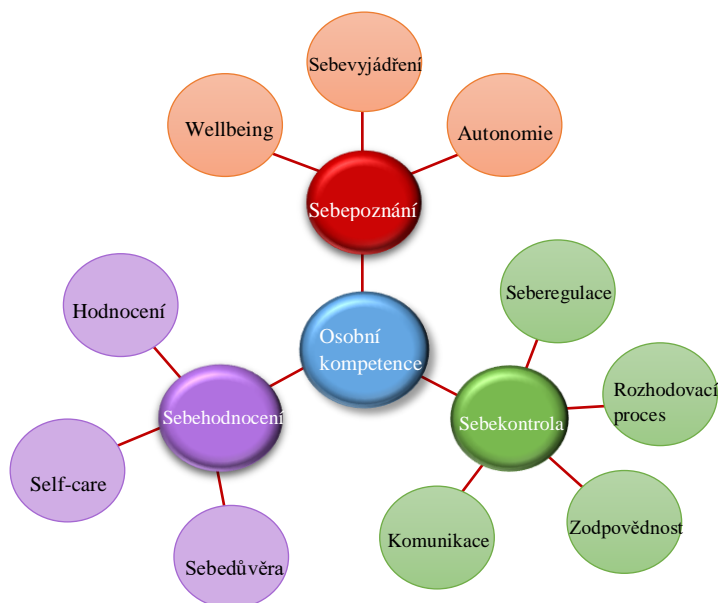 Sebevyjádření
Wellbeing
Autonomie
Sebepoznání
Hodnocení
Seberegulace
Osobní
kompetence
Rozhodovací
proces
Sebehodnocení
Sebekontrola
Self-care
Zodpovědnost
Komunikace
Sebedůvěra